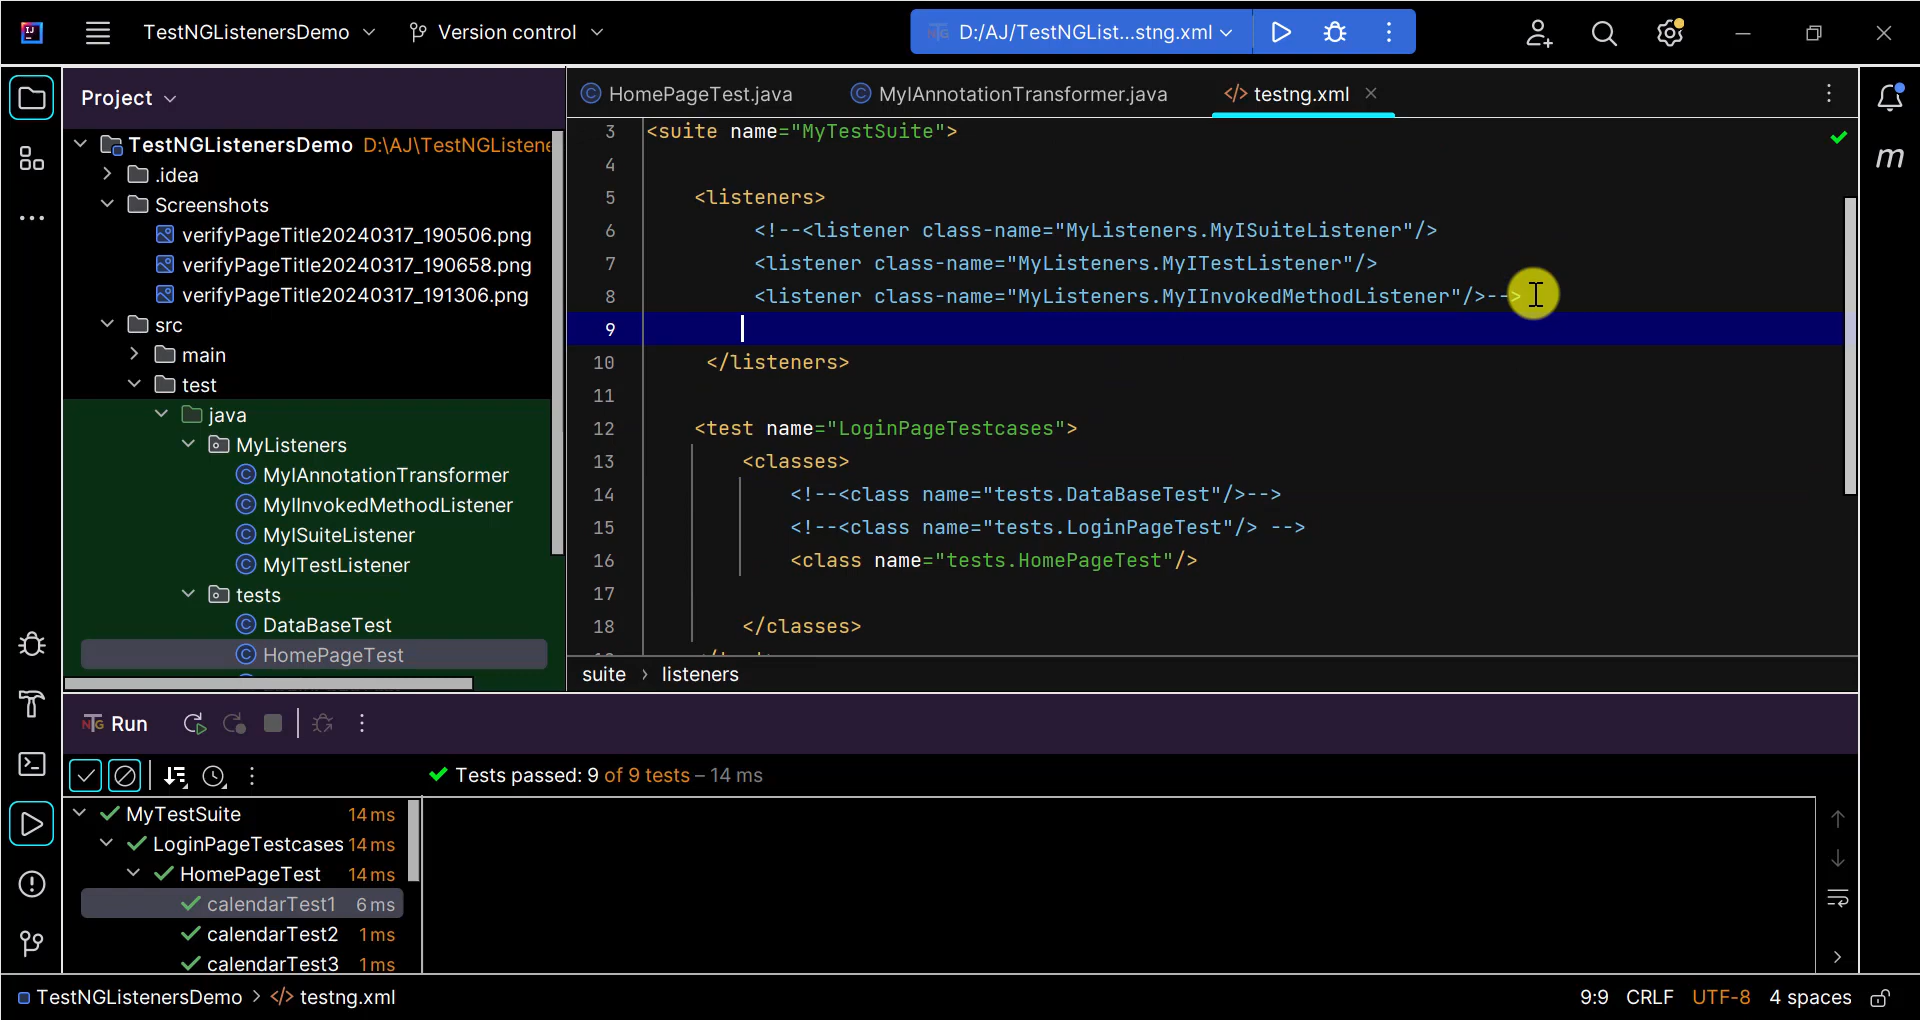 TestNGListenersDemo
Version control
D:/AJ/TestNGList...stng.xml
Project
HomePageTest.java
MyIAnnotationTransformer.java
</> testng.xml
TestNGListenersDemo D:\AJ\TestNGListene
.idea
Screenshots
verifyPageTitle20240317_190506.png
verifyPageTitle20240317_190658.png
verifyPageTitle20240317_191306.png
src
main
test
java
MyListeners
MyIAnnotationTransformer
MyIInvokedMethodListener
MyISuiteListener
MyITestListener
tests
DataBaseTest
HomePageTest
3 <suite name="MyTestSuite">
4
5 <listeners>
6 <!--<listener class-name="MyListeners.MyISuiteListener"/>
7 <listener class-name="MyListeners.MyITestListener"/>
8 <listener class-name="MyListeners.MyIInvokedMethodListener"/>-->
9
10 </listeners>
11
12 <test name="LoginPageTestcases">
13 <classes>
14 <!--<class name="tests.DataBaseTest"/>-->
15 <!--<class name="tests.LoginPageTest"/> -->
16 <class name="tests.HomePageTest"/>
17
18 </classes>
suite › listeners
Run
Tests passed: 9 of 9 tests – 14 ms
MyTestSuite 14 ms
LoginPageTestcases 14 ms
HomePageTest 14 ms
calendarTest1 6 ms
calendarTest2 1 ms
calendarTest3 1 ms
TestNGListenersDemo > </> testng.xml
9:9 CRLF UTF-8 4 spaces